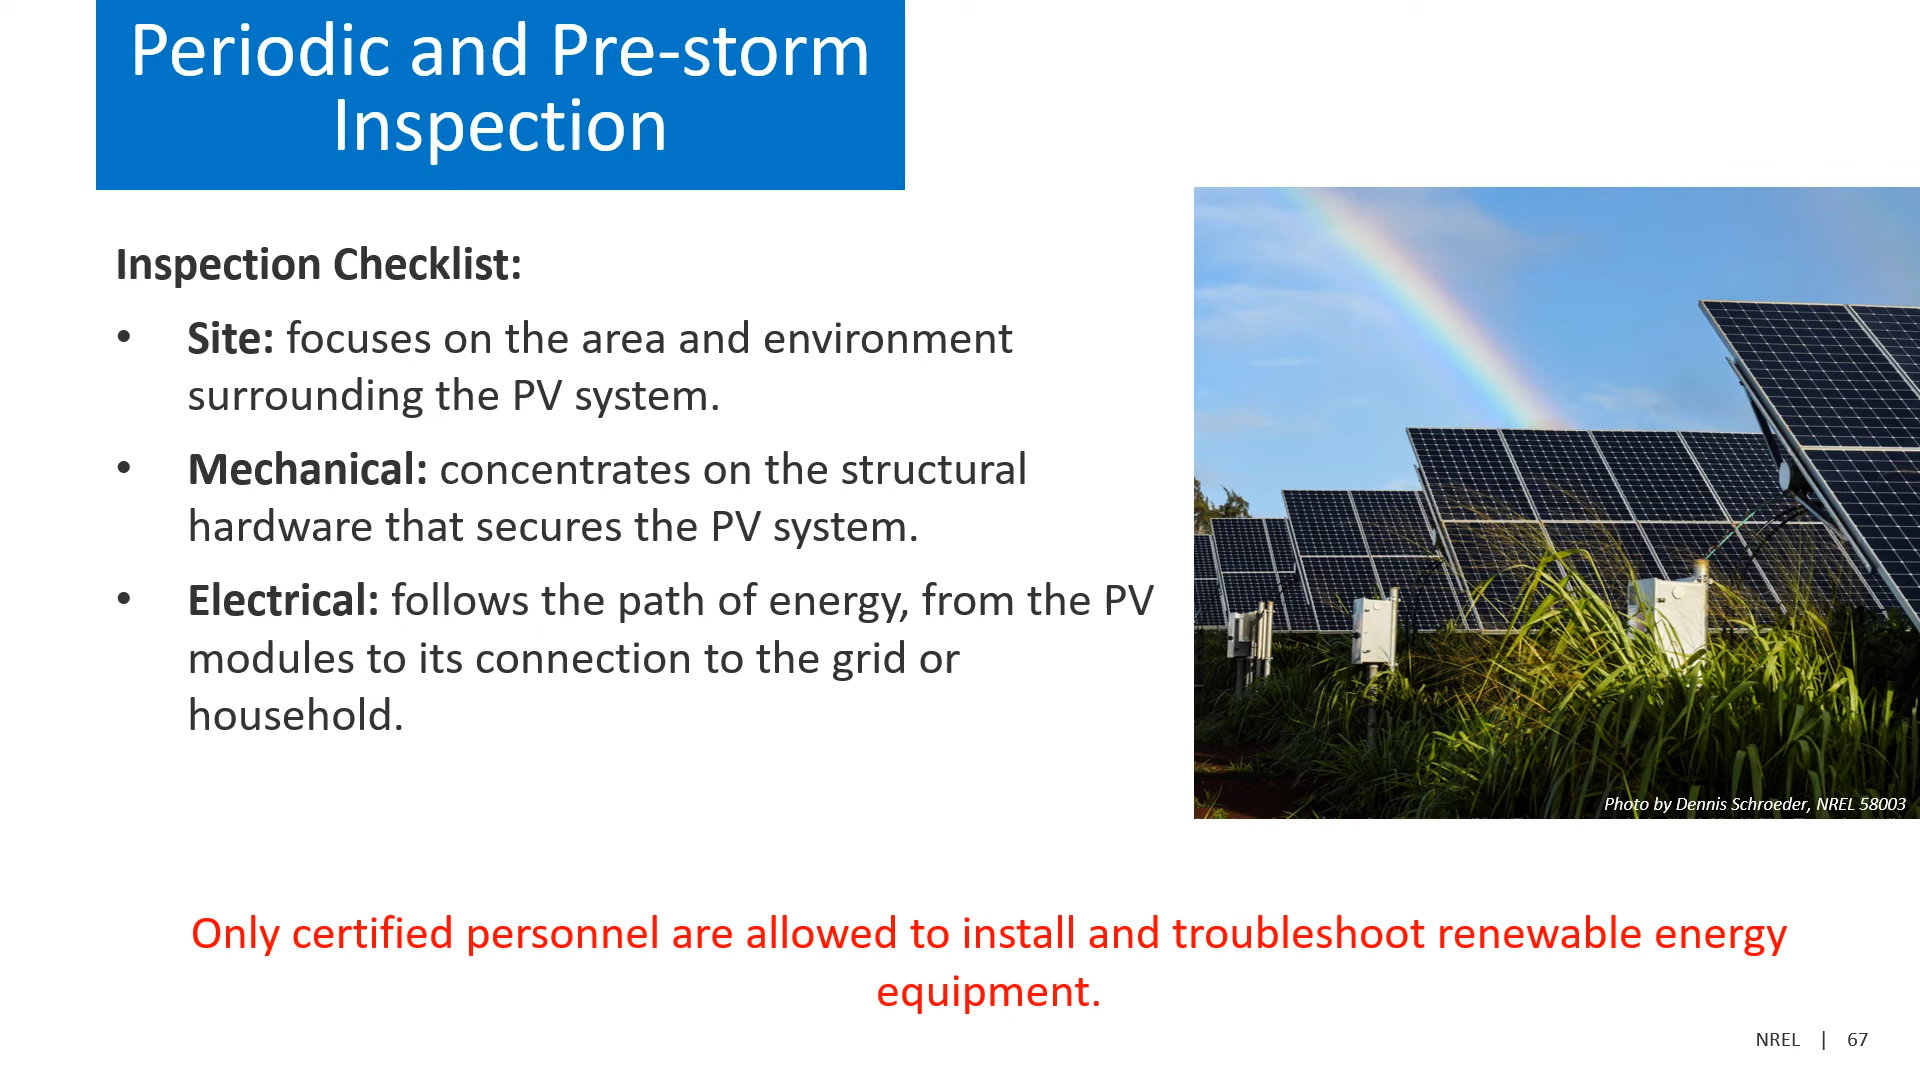 Periodic and Pre-storm
Inspection
Inspection Checklist:
• Site: focuses on the area and environment
surrounding the PV system.
• Mechanical: concentrates on the structural
hardware that secures the PV system.
• Electrical: follows the path of energy, from the PV
modules to its connection to the grid or
household.
Photo by Dennis Schroeder, NREL 58003
Only certified personnel are allowed to install and troubleshoot renewable energy
equipment.
NREL | 67